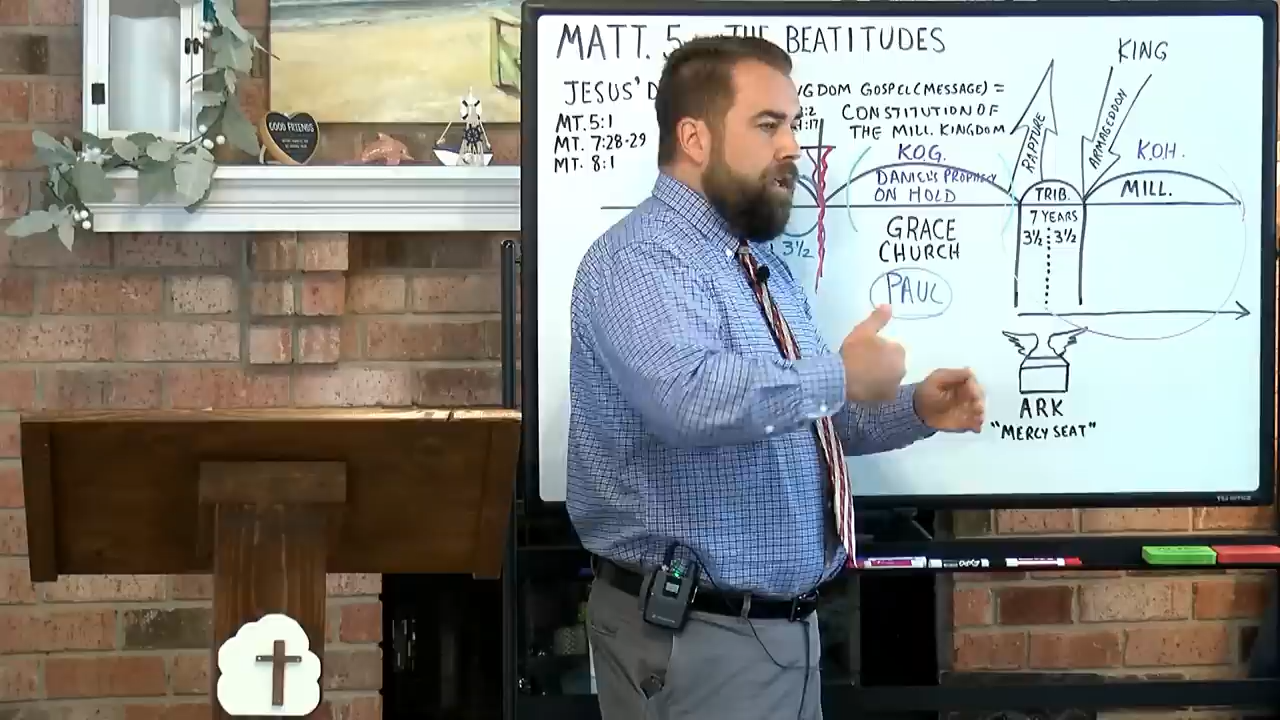 MATT. 5 THE BEATITUDES
KING
JESUS' D GDOM GOSPEL (MESSAGE) =
MT. 5:1
MT. 7:28-29
MT. 8:1
CONSTITUTION OF
THE MILL. KINGDOM
K.O.G.
DANIEL'S PROPHECY
ON HOLD
RAPTURE
ARMAGEDDON
K.O.H.
TRIB.
MILL.
7 YEARS
3½ 3½
3½
GRACE
CHURCH
PAUL
ARK
"MERCY SEAT"
GOOD FRIENDS